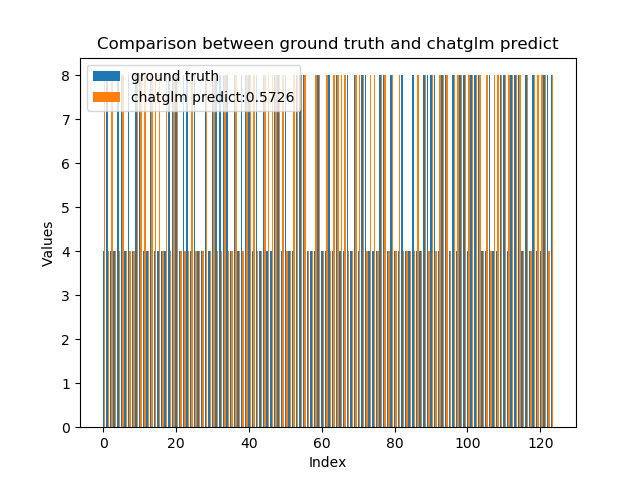 Comparison between ground truth and chatglm predict
ground truth
chatglm predict:0.5726
8
7
6
5
4
3
2
1
0
Values
0 20 40 60 80 100 120
Index